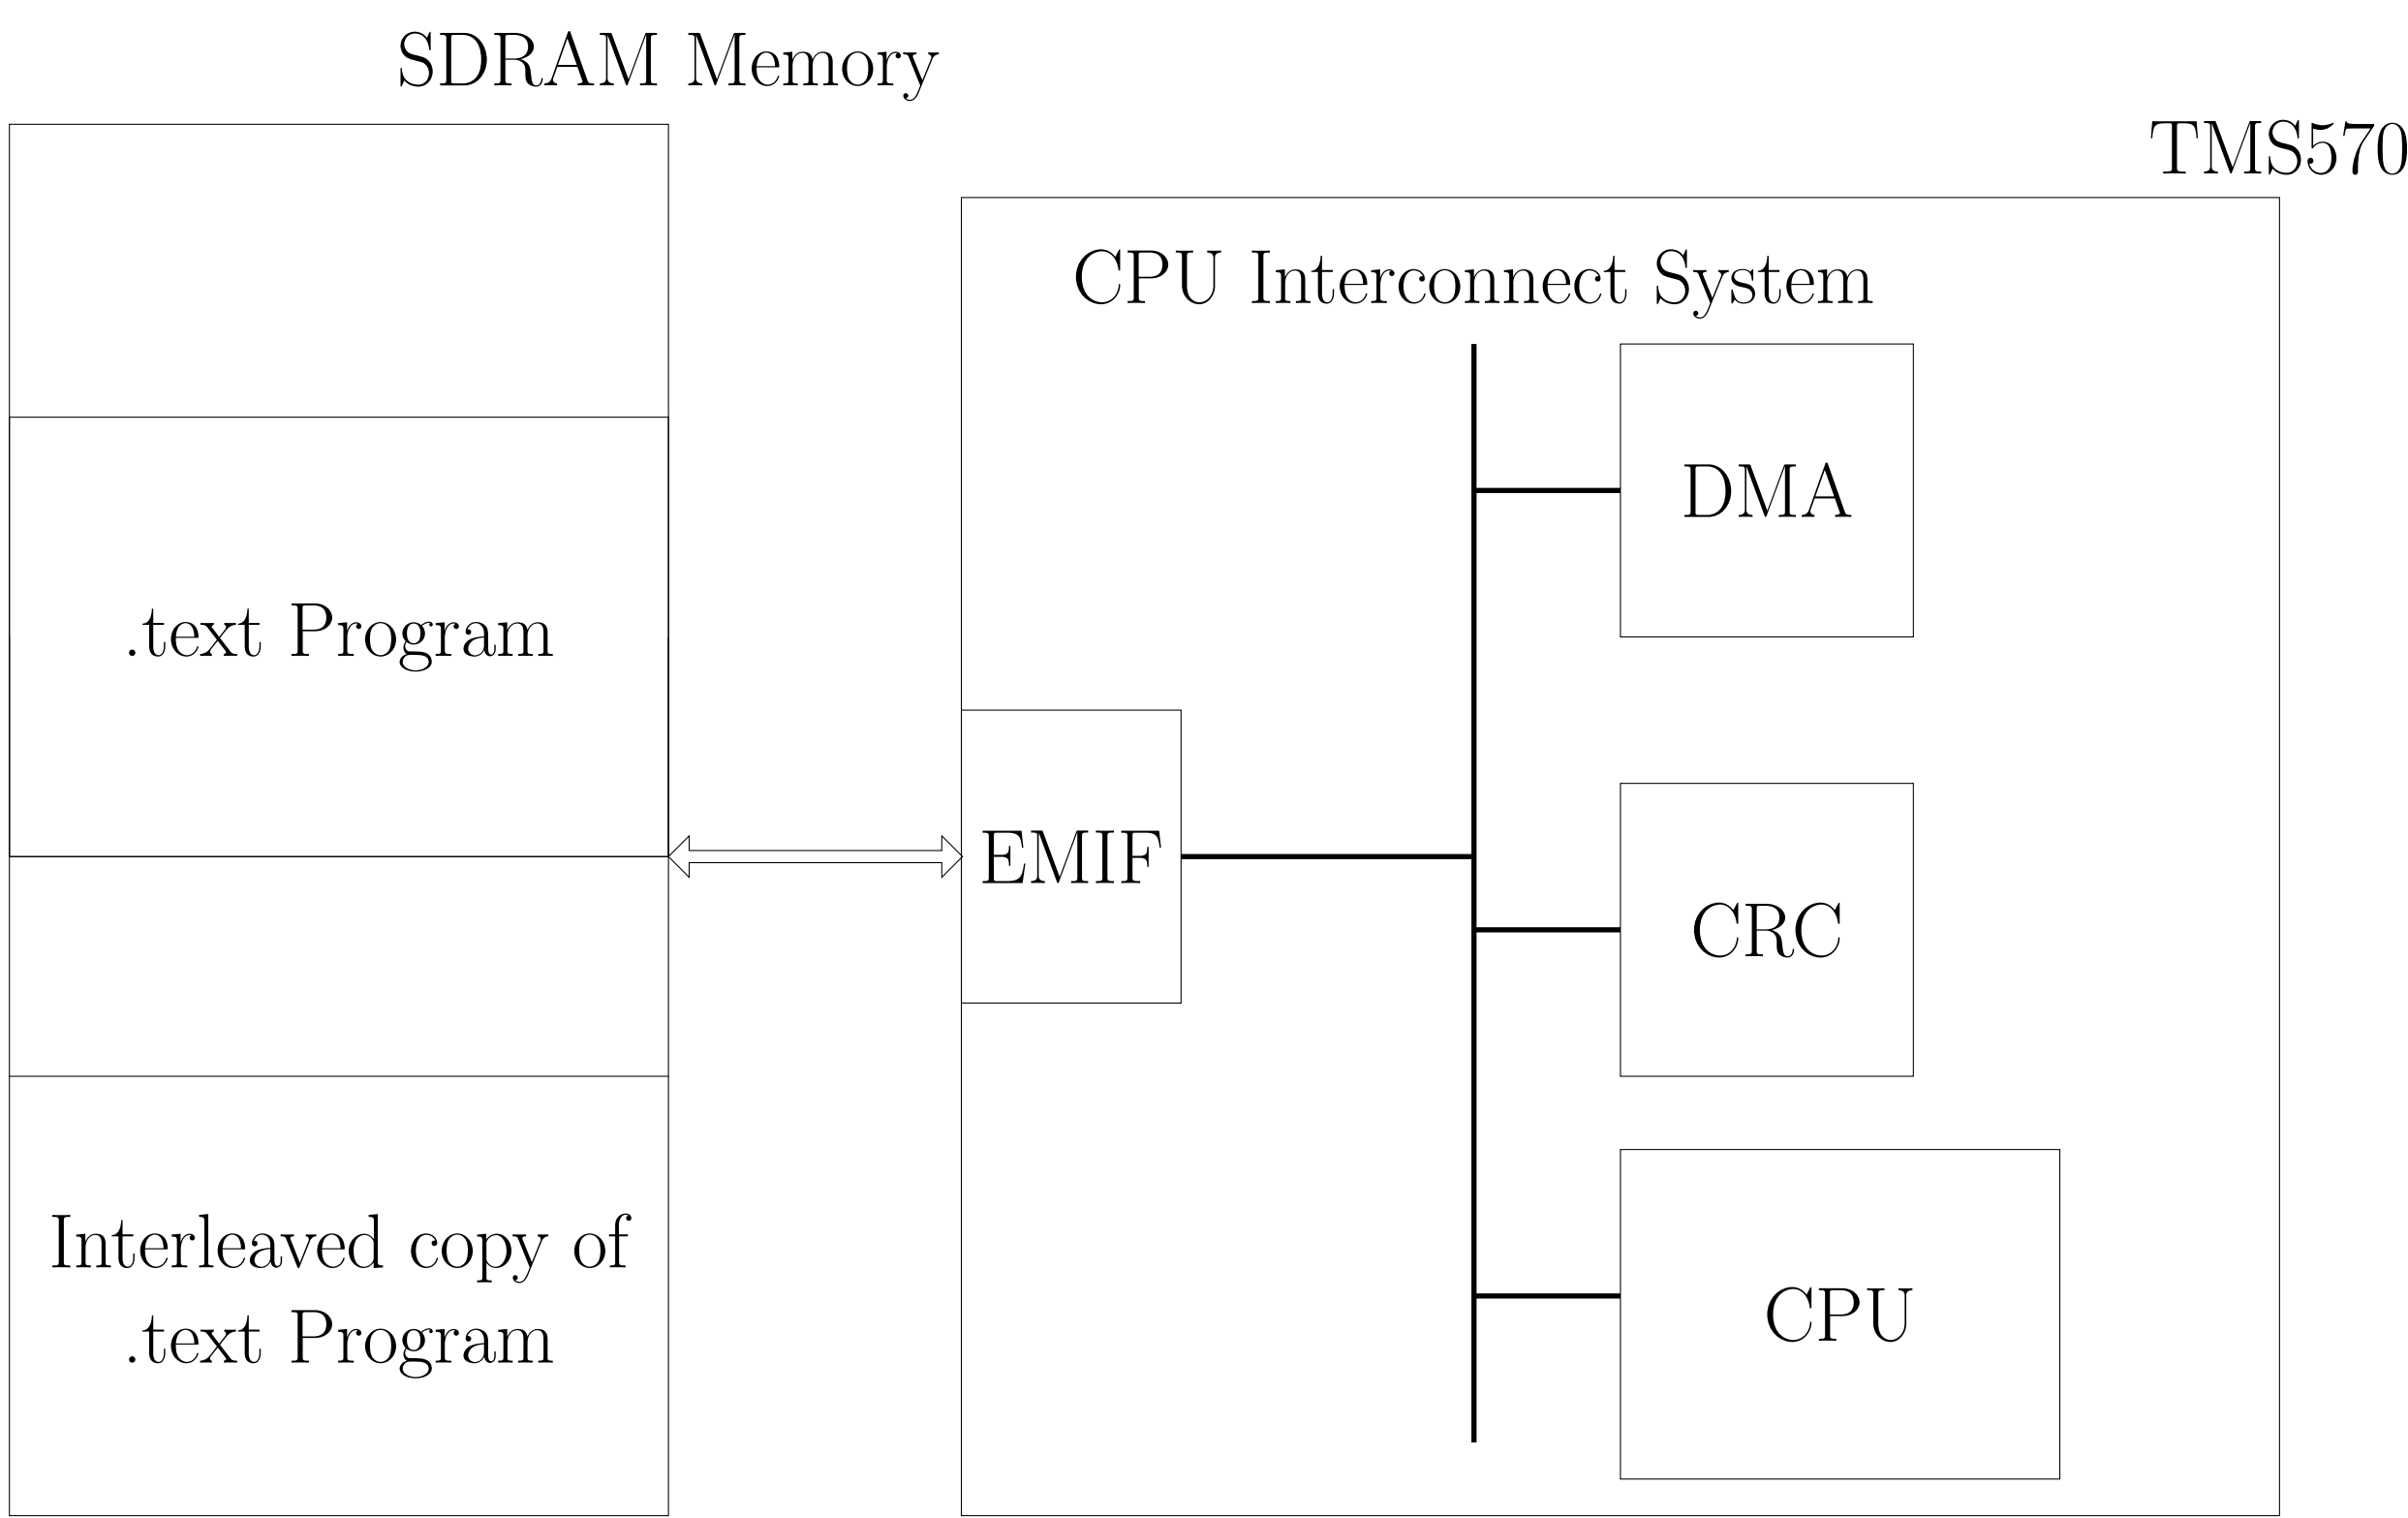 SDRAM Memory
TMS570
CPU Interconnect System
DMA
.text Program
EMIF
CRC
Interleaved copy of
.text Program
CPU